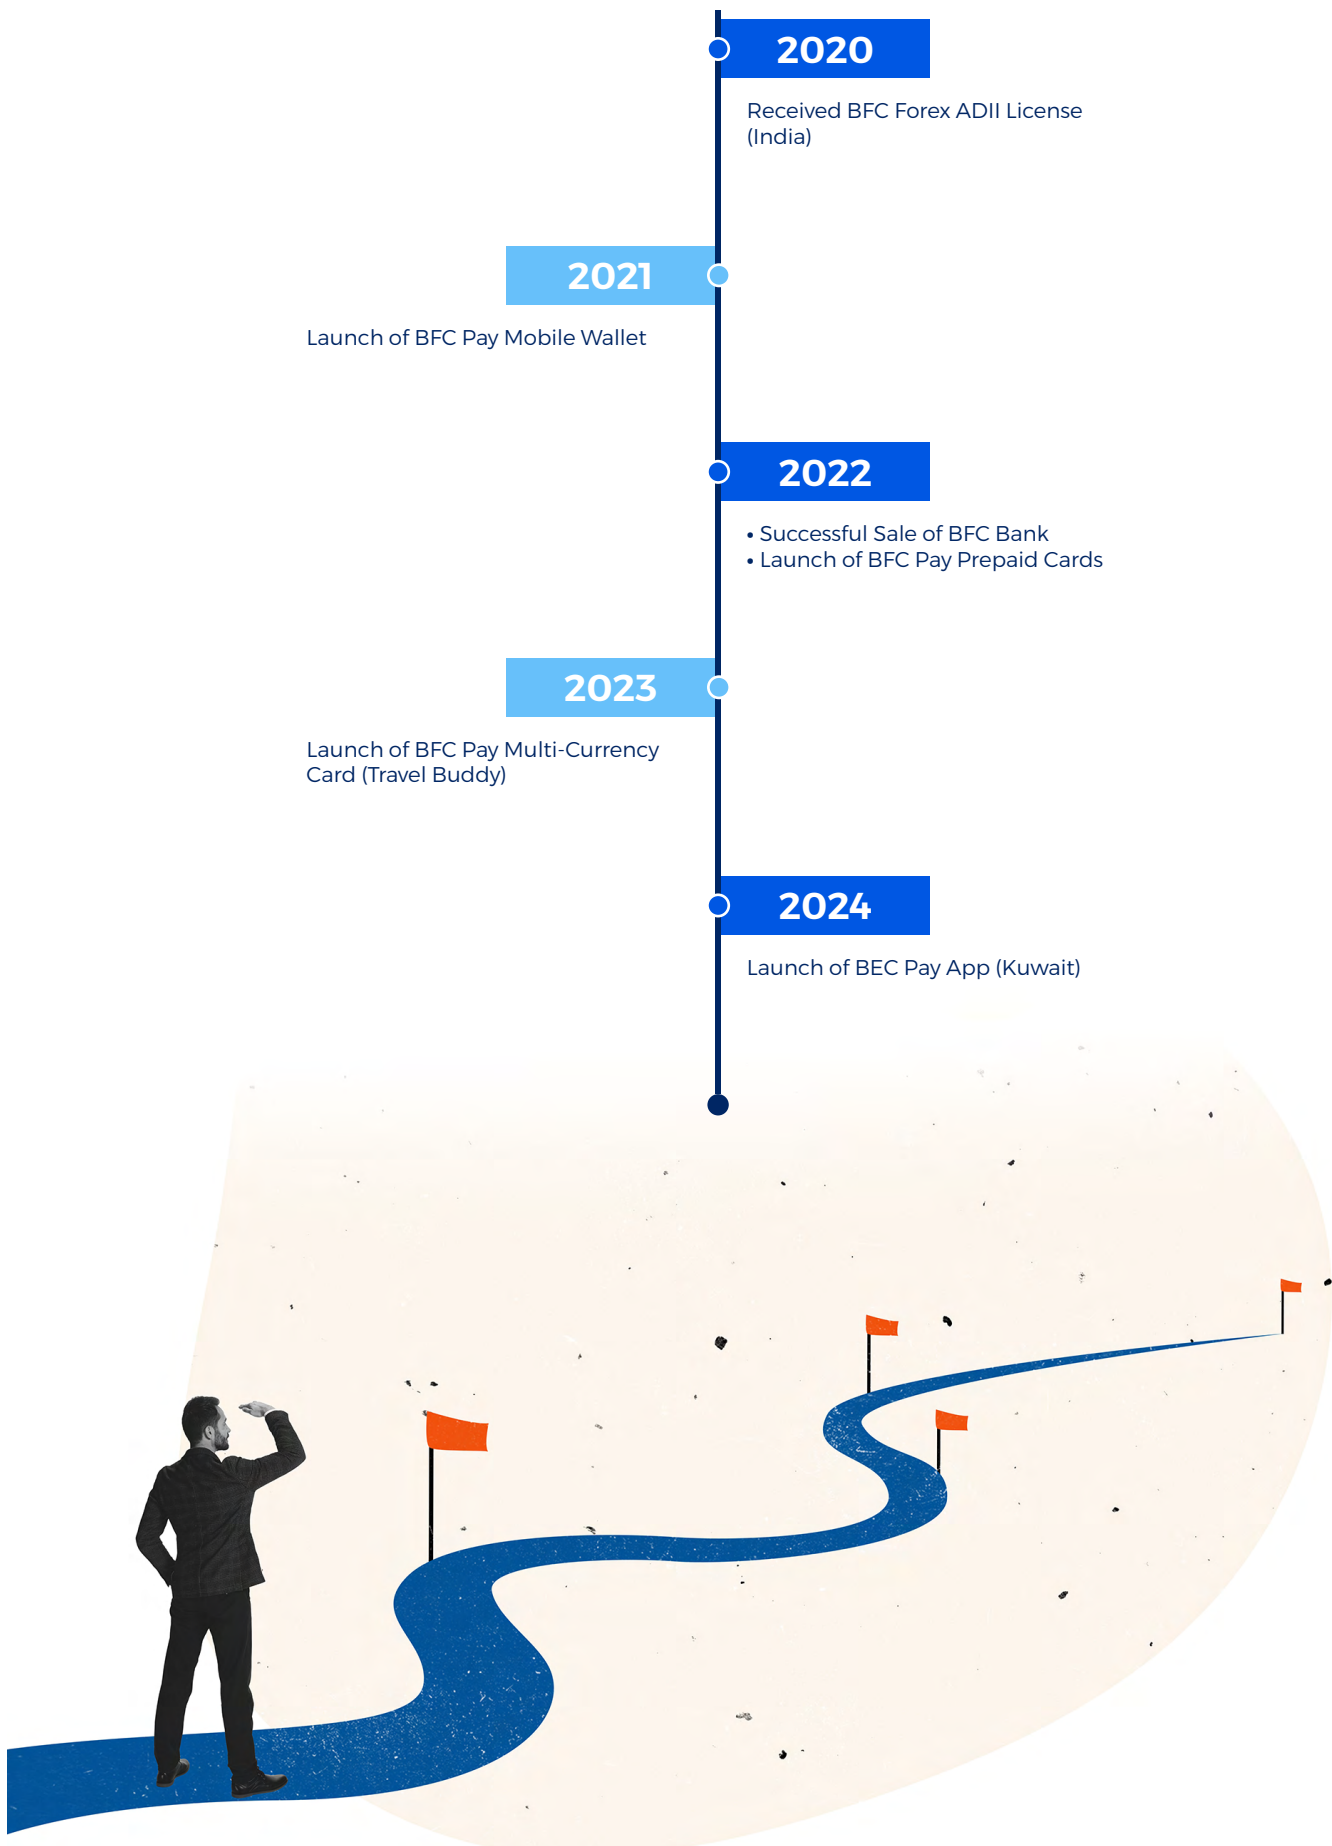 2020
Received BFC Forex ADII License
(India)
2021
Launch of BFC Pay Mobile Wallet
2022
• Successful Sale of BFC Bank
• Launch of BFC Pay Prepaid Cards
2023
Launch of BFC Pay Multi-Currency
Card (Travel Buddy)
2024
Launch of BEC Pay App (Kuwait)